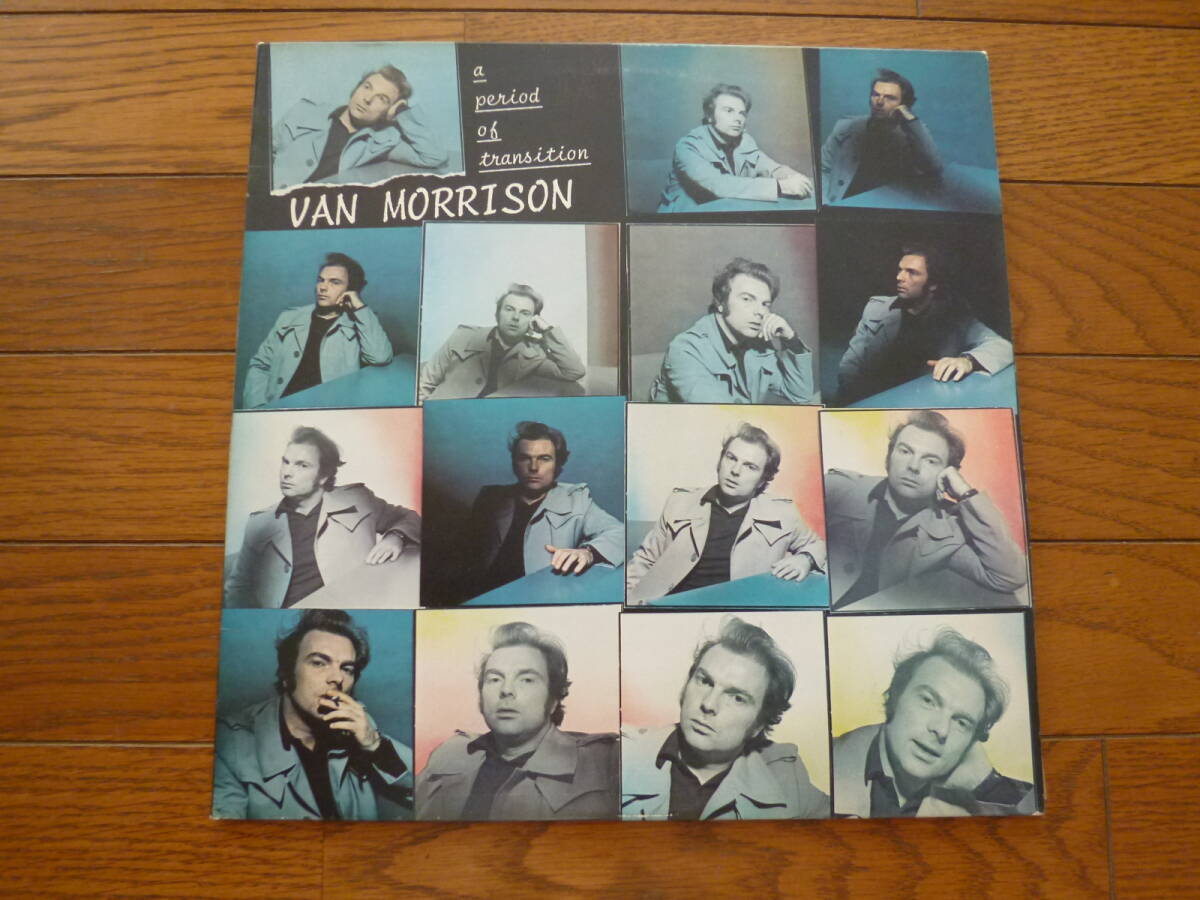 a
period
of
transition
VAN MORRISON